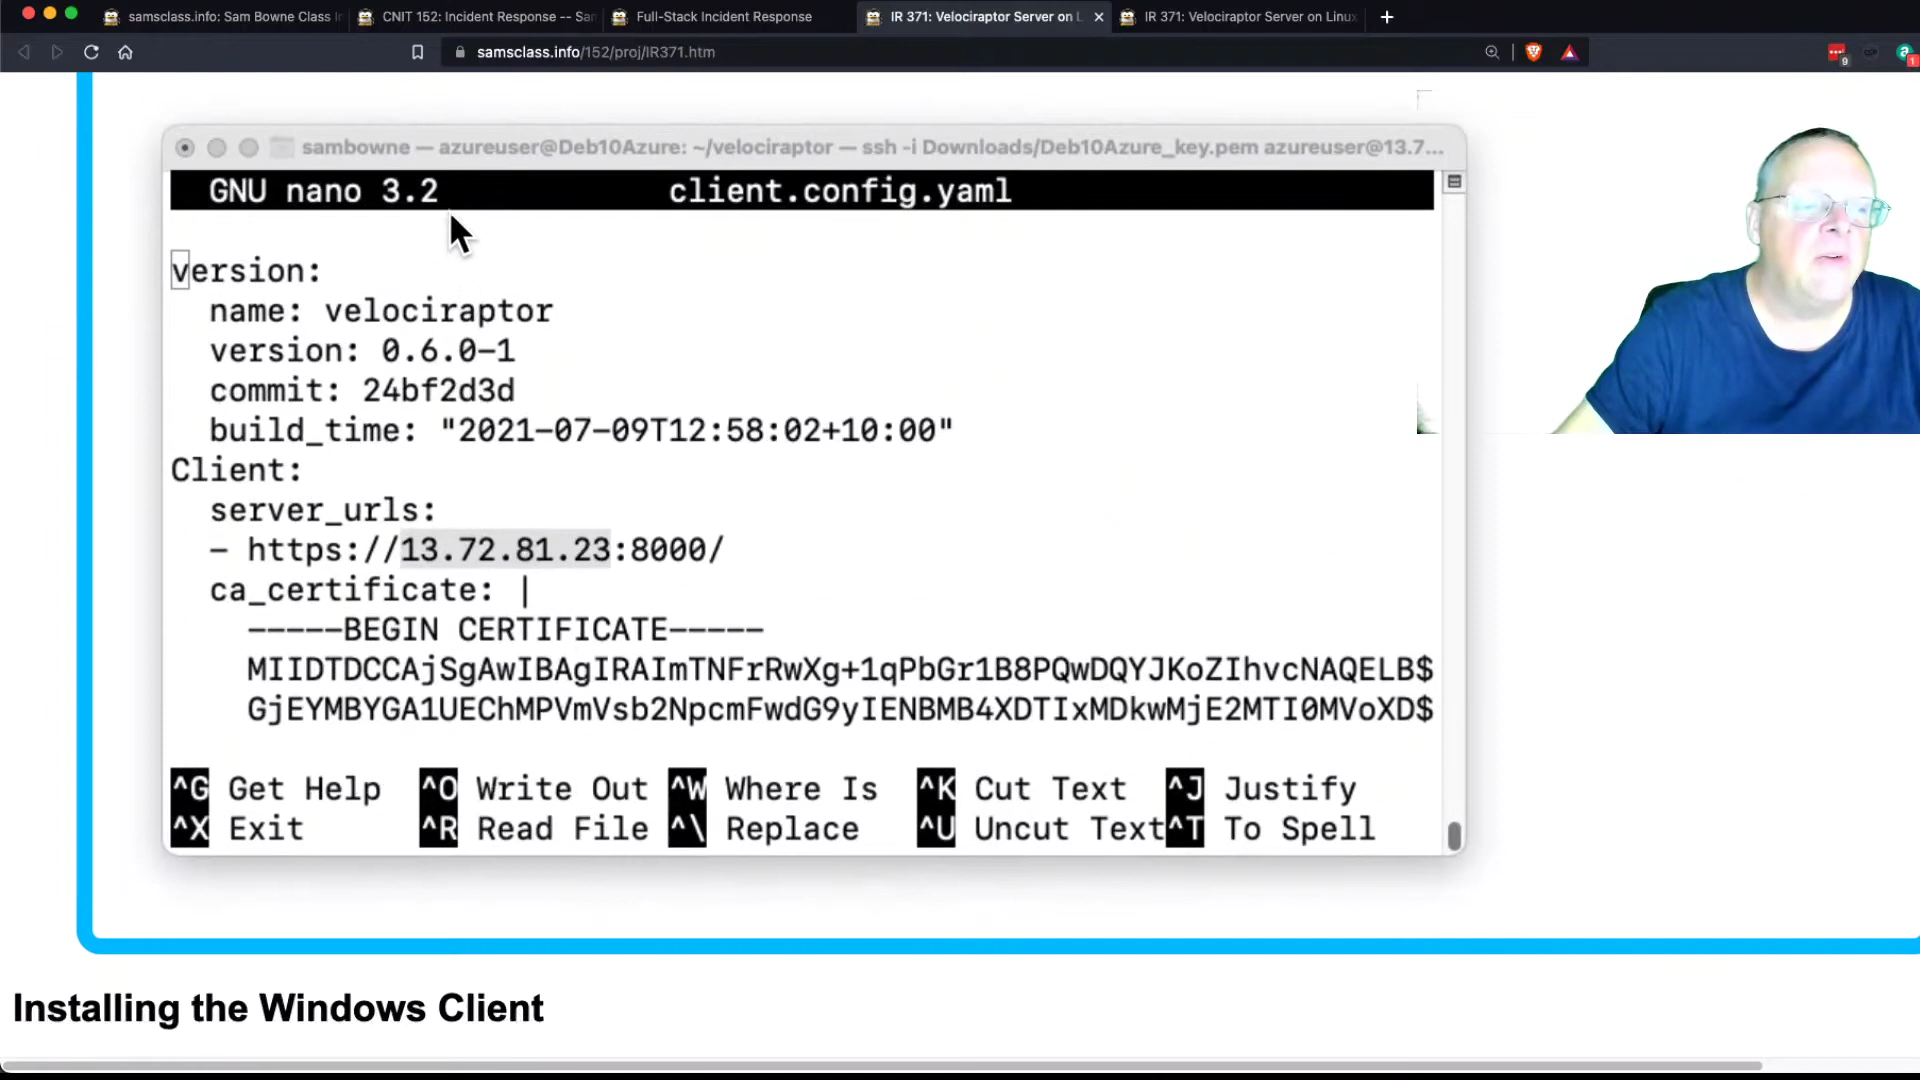 samsclass.info: Sam Bowne Class I
CNIT 152: Incident Response -- Sa
Full-Stack Incident Response
IR 371: Velociraptor Server on L
IR 371: Velociraptor Server on Linux
samsclass.info/152/proj/IR371.htm
9
1
sambowne — azureuser@Deb10Azure: ~/velociraptor — ssh -i Downloads/Deb10Azure_key.pem azureuser@13.7...
GNU nano 3.2 client.config.yaml
version:
name: velociraptor
version: 0.6.0-1
commit: 24bf2d3d
build_time: "2021-07-09T12:58:02+10:00"
Client:
server_urls:
- https://13.72.81.23:8000/
ca_certificate: |
-----BEGIN CERTIFICATE-----
MIIDTDCCAjSgAwIBAgIRAImTNFrRwXg+1qPbGr1B8PQwDQYJKoZIhvcNAQELB$
GjEYMBYGA1UEChMPVmVsb2NpcmFwdG9yIENBMB4XDTIxMDkwMjE2MTI0MVoXD$
^G Get Help ^O Write Out ^W Where Is ^K Cut Text ^J Justify
^X Exit ^R Read File ^\ Replace ^U Uncut Text ^T To Spell
Installing the Windows Client